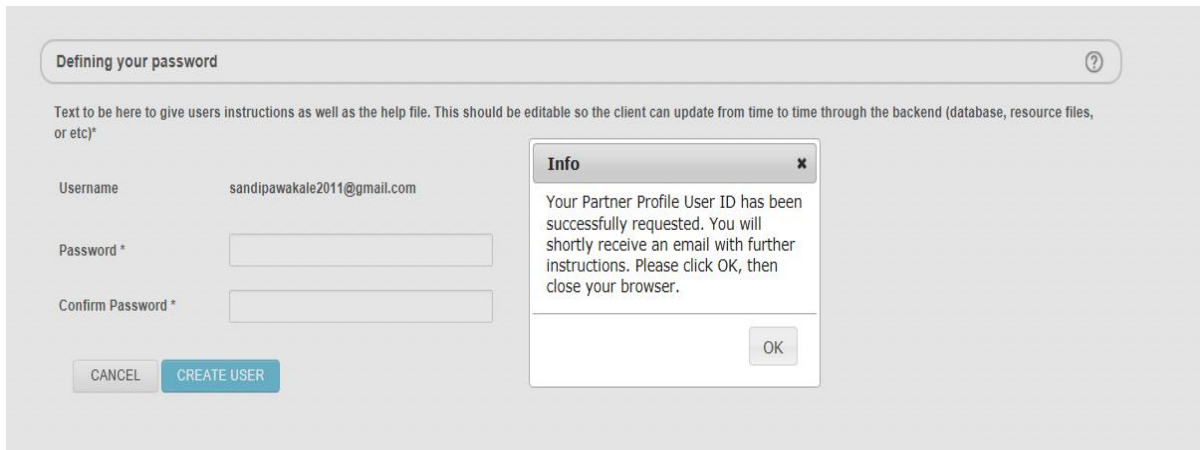 Defining your password
?
Text to be here to give users instructions as well as the help file. This should be editable so the client can update from time to time through the backend (database, resource files,
or etc)*
Username sandipawakale2011@gmail.com
Password *
Confirm Password *
CANCEL CREATE USER
Info x
Your Partner Profile User ID has been
successfully requested. You will
shortly receive an email with further
instructions. Please click OK, then
close your browser.
OK